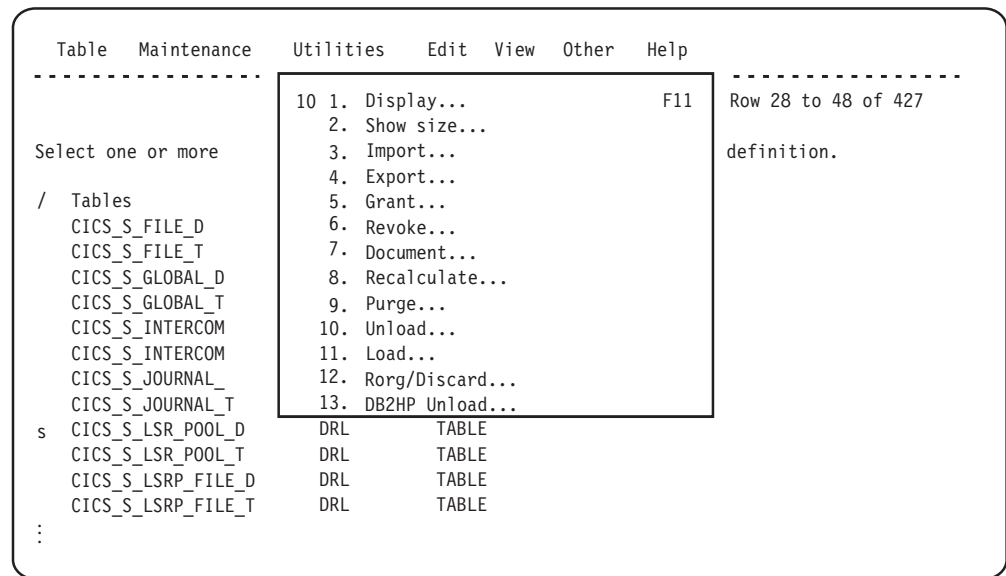 Table Maintenance Utilities Edit View Other Help
- - - - - - - - - - - - - - - - - - - - - - - - - - - - - - - -
10 1. Display... F11 Row 28 to 48 of 427
2. Show size...
Select one or more 3. Import... definition.
4. Export...
/ Tables 5. Grant...
CICS_S_FILE_D 6. Revoke...
CICS_S_FILE_T 7. Document...
CICS_S_GLOBAL_D 8. Recalculate...
CICS_S_GLOBAL_T 9. Purge...
CICS_S_INTERCOM 10. Unload...
CICS_S_INTERCOM 11. Load...
CICS_S_JOURNAL_ 12. Rorg/Discard...
CICS_S_JOURNAL_T 13. DB2HP Unload...
s CICS_S_LSR_POOL_D DRL TABLE
CICS_S_LSR_POOL_T DRL TABLE
CICS_S_LSRP_FILE_D DRL TABLE
CICS_S_LSRP_FILE_T DRL TABLE
⋮